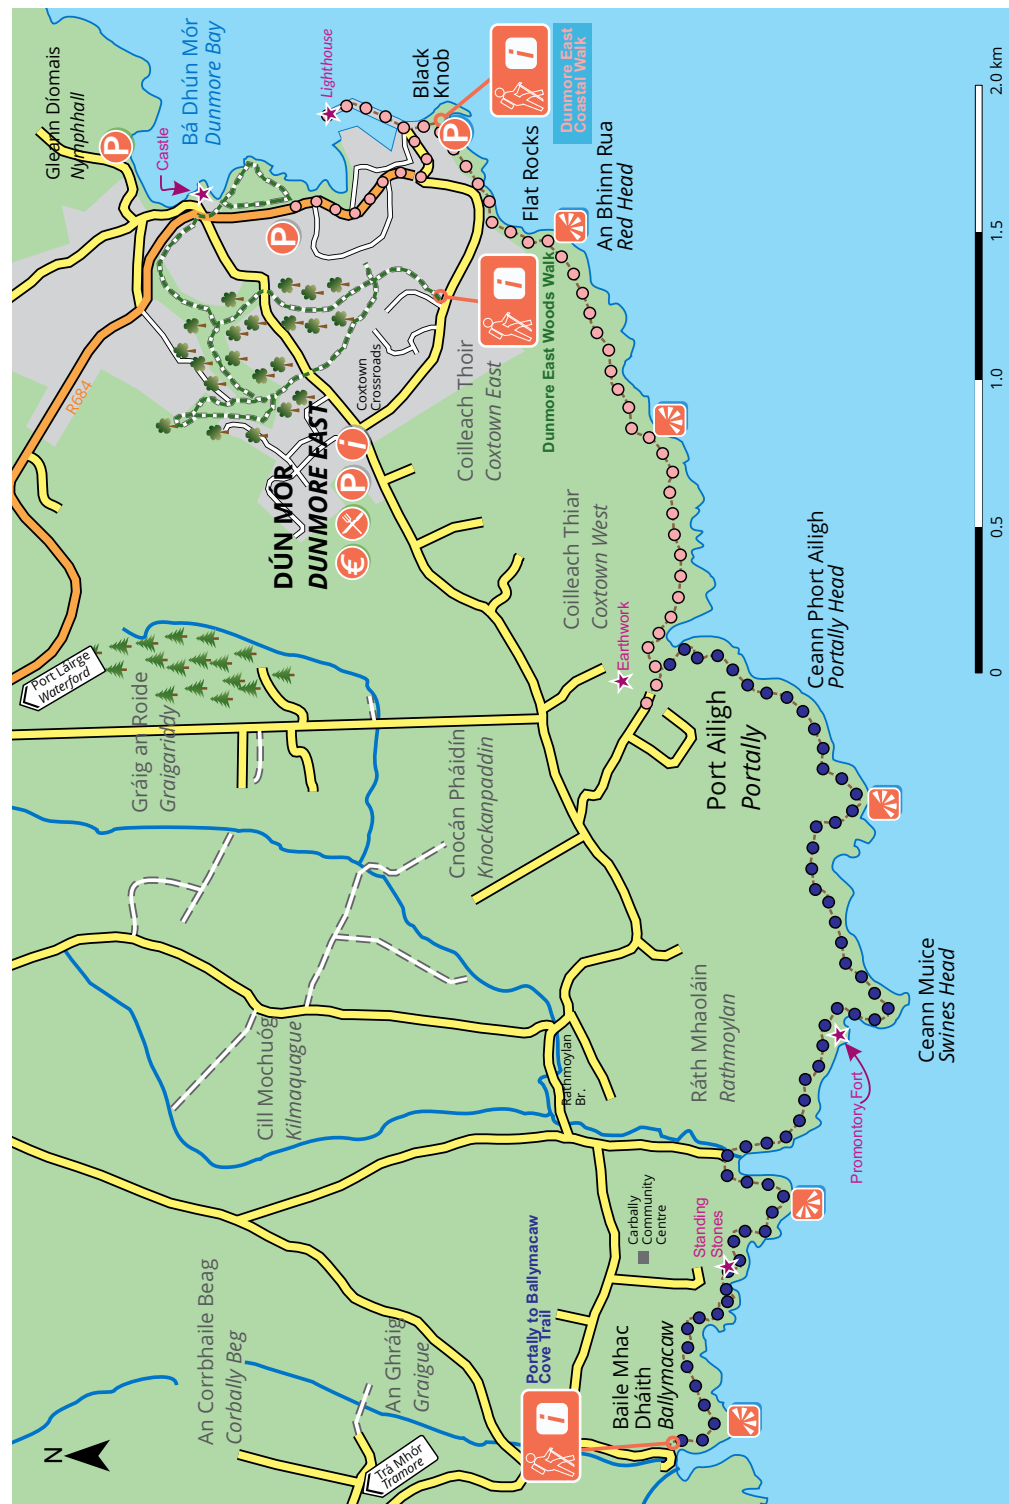 N
An Corrbhaile Beag
Corbally Beg
An Ghráig
Graigue
Trá Mhór
Tramore
Cill Mochuóg
Kilmaquague
Gráig an Roide
Graigariddy
Port Láirge
Waterford
R684
Gleann Díomais
Nymphhall
P
Castle
Bá Dhún Mór
Dunmore Bay
Lighthouse
Black
Knob
P
P
i
Dunmore East
Coastal Walk
Flat Rocks
An Bhinn Rua
Red Head
i
Dunmore East Woods Walk
Coxtown
Crossroads
DÚN MÓR
DUNMORE EAST
€
P
i
Coilleach Thoir
Coxtown East
Coilleach Thiar
Coxtown West
Earthwork
Cnocán Pháidín
Knockanpaddin
Port Ailigh
Portally
Ceann Phort Ailigh
Portally Head
Rathmoylan
Br.
Ráth Mhaoláin
Rathmoylan
Ceann Muice
Swines Head
Promontory Fort
Carbally
Community
Centre
Standing
Stones
Portally to Ballymacaw
Cove Trail
i
Baile Mhac
Dháith
Ballymacaw
0
0.5
1.0
1.5
2.0 km